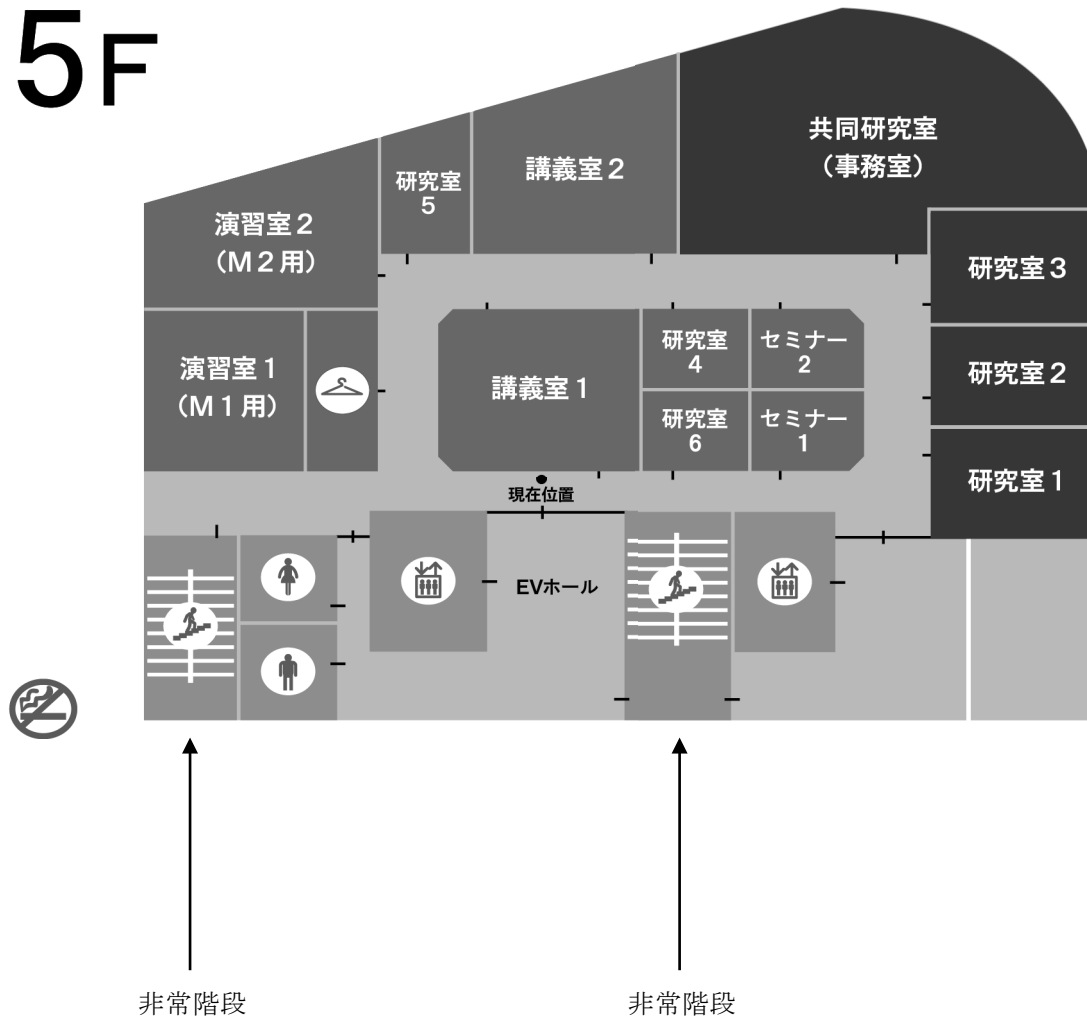 5F
共同研究室
（事務室）
講義室２
研究室
5
演習室２
（Ｍ２用）
研究室３
演習室１
（Ｍ１用）
講義室１
研究室
4
セミナー
2
研究室２
研究室
6
セミナー
1
研究室１
現在位置
EVホール
非常階段
非常階段